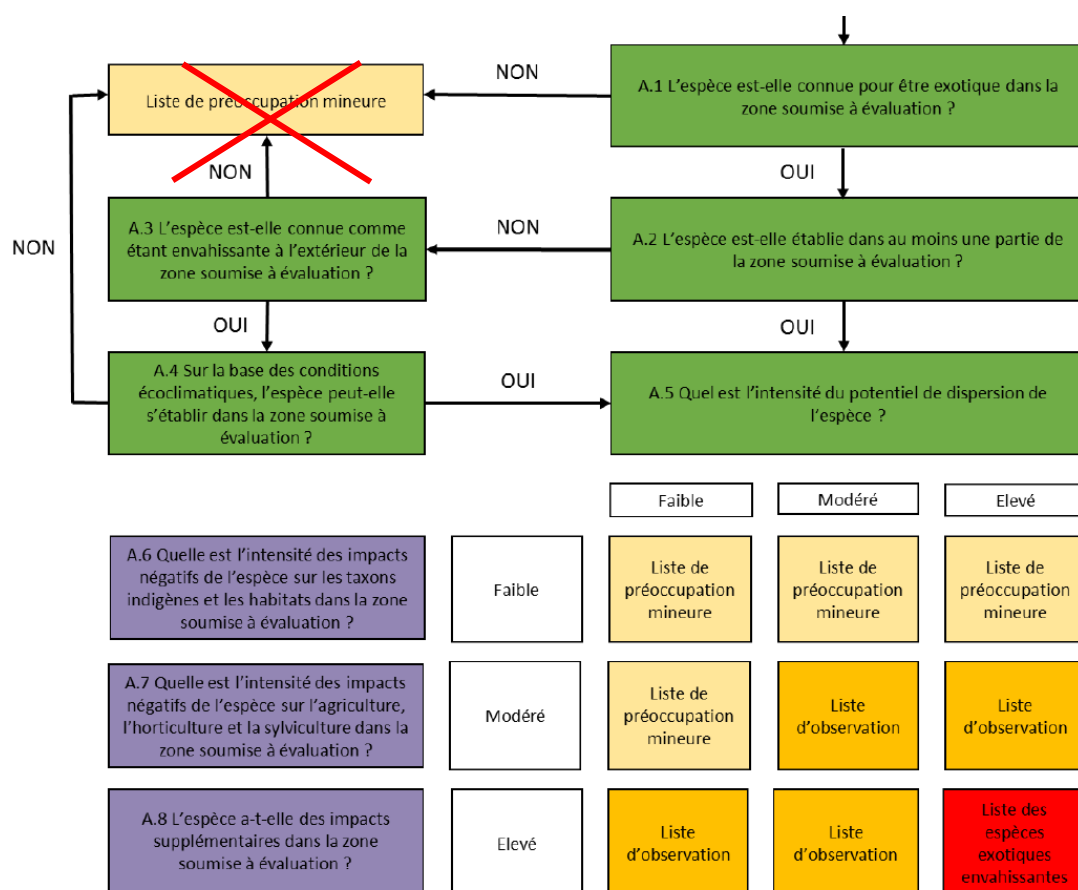 NON
A.1 L'espèce est-elle connue pour être exotique dans la
zone soumise à évaluation ?
Liste de préoccupation mineure
NON
OUI
NON
A.3 L'espèce est-elle connue comme
étant envahissante à l'extérieur de la
zone soumise à évaluation ?
NON
A.2 L'espèce est-elle établie dans au moins une partie de
la zone soumise à évaluation ?
OUI
OUI
A.4 Sur la base des conditions
écoclimatiques, l'espèce peut-elle
s'établir dans la zone soumise à
évaluation ?
OUI
A.5 Quel est l'intensité du potentiel de dispersion de
l'espèce ?
Faible
Modéré
Elevé
A.6 Quelle est l'intensité des impacts
négatifs de l'espèce sur les taxons
indigènes et les habitats dans la zone
soumise à évaluation ?
Faible
Liste de
préoccupation
mineure
Liste de
préoccupation
mineure
Liste de
préoccupation
mineure
A.7 Quelle est l'intensité des impacts
négatifs de l'espèce sur l'agriculture,
l'horticulture et la sylviculture dans la
zone soumise à évaluation ?
Modéré
Liste de
préoccupation
mineure
Liste
d'observation
Liste
d'observation
A.8 L'espèce a-t-elle des impacts
supplémentaires dans la zone
soumise à évaluation ?
Elevé
Liste
d'observation
Liste
d'observation
Liste des
espèces
exotiques
envahissantes